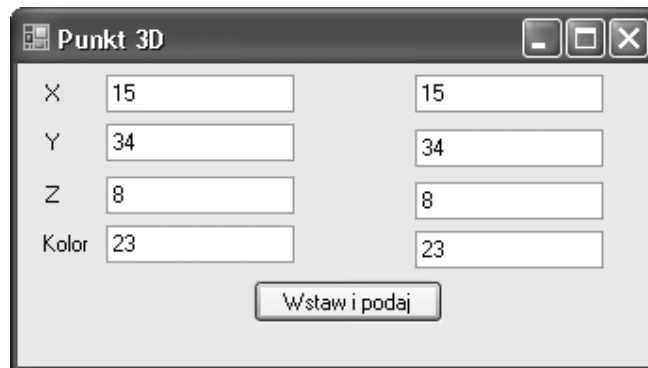 Punkt 3D
X 15 15
Y 34 34
Z 8 8
Kolor 23 23
Wstaw i podaj